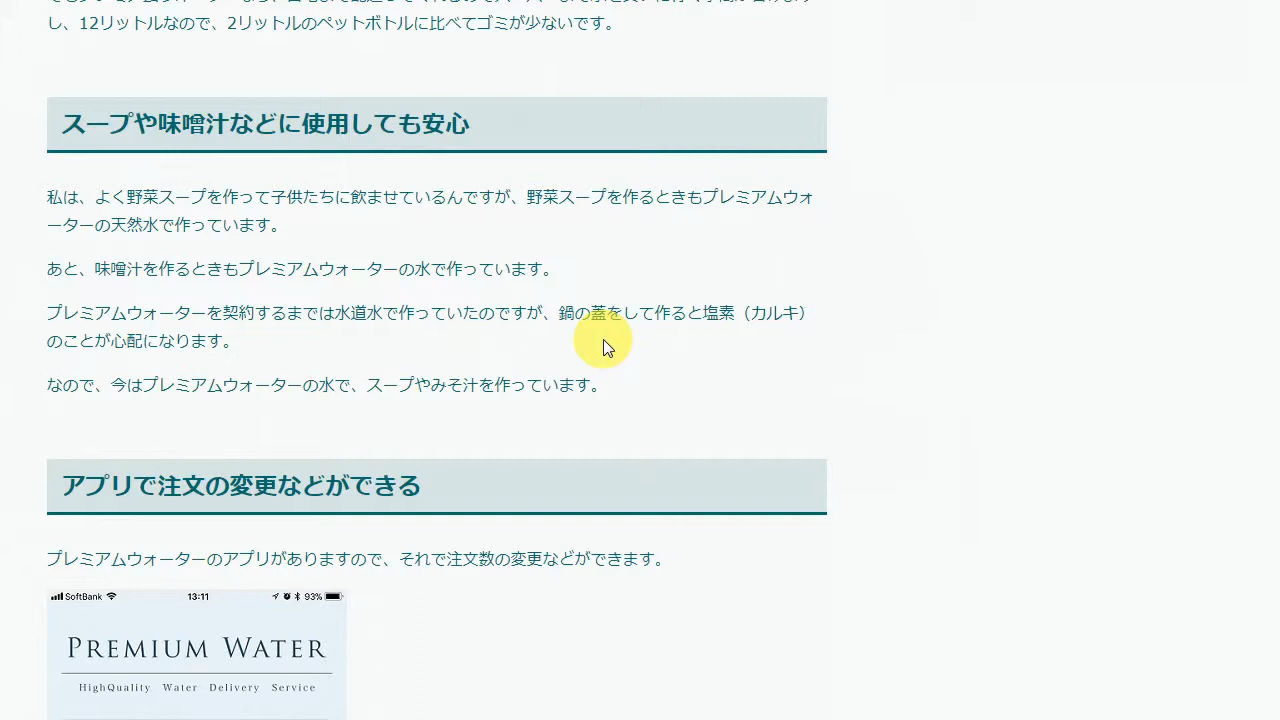 し、12リットルなので、2リットルのペットボトルに比べてゴミが少ないです。
スープや味噌汁などに使用しても安心
私は、よく野菜スープを作って子供たちに飲ませているんですが、野菜スープを作るときもプレミアムウォ
ーターの天然水で作っています。
あと、味噌汁を作るときもプレミアムウォーターの水で作っています。
プレミアムウォーターを契約するまでは水道水で作っていたのですが、鍋の蓋をして作ると塩素（カルキ）
のことが心配になります。
なので、今はプレミアムウォーターの水で、スープやみそ汁を作っています。
アプリで注文の変更などができる
プレミアムウォーターのアプリがありますので、それで注文数の変更などができます。
SoftBank 13:11 93%
PREMIUM WATER
HighQuality Water Delivery Service